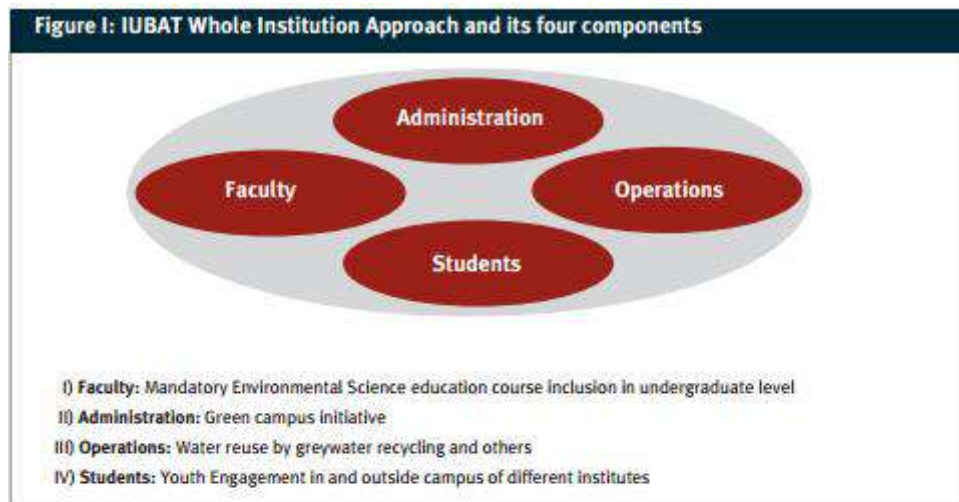 Figure I: IUBAT Whole Institution Approach and its four components
Administration
Faculty
Operations
Students
I) Faculty: Mandatory Environmental Science education course inclusion in undergraduate level
II) Administration: Green campus initiative
III) Operations: Water reuse by greywater recycling and others
IV) Students: Youth Engagement in and outside campus of different institutes